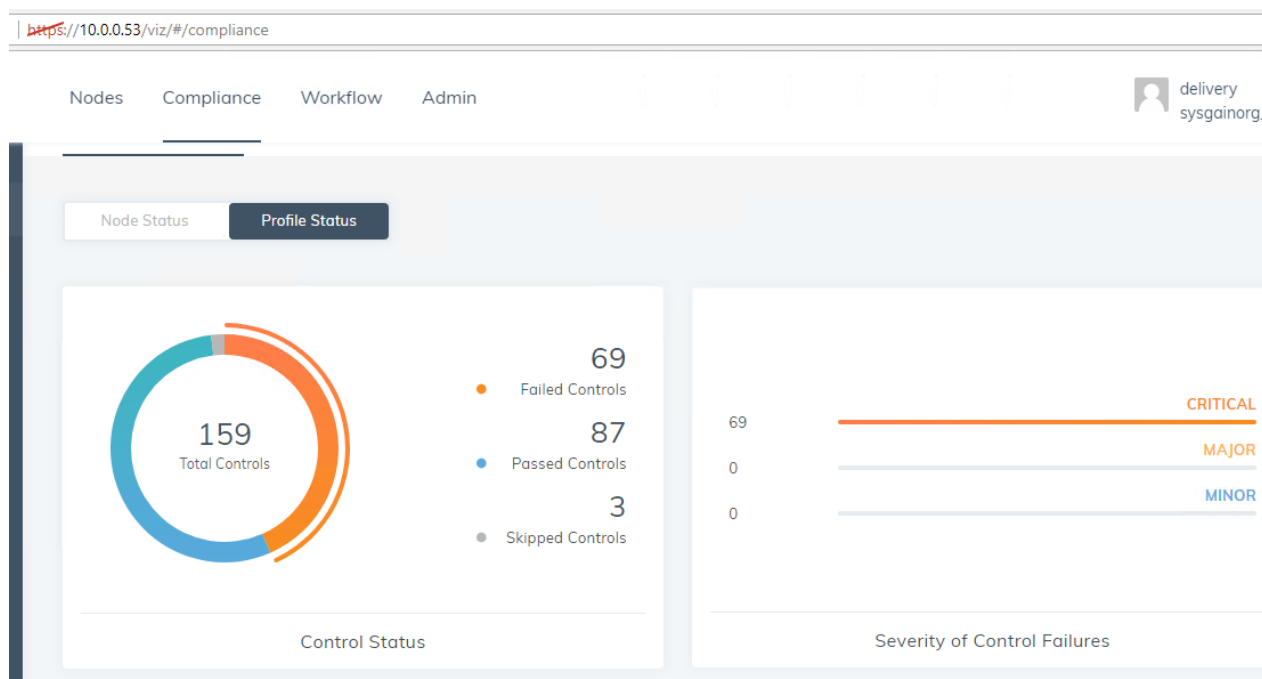 https://10.0.0.53/viz/#/compliance
Nodes Compliance Workflow Admin
delivery
sysgainorg_
Node Status Profile Status
159
Total Controls
69
Failed Controls
87
Passed Controls
3
Skipped Controls
Control Status
CRITICAL
69
MAJOR
0
MINOR
0
Severity of Control Failures